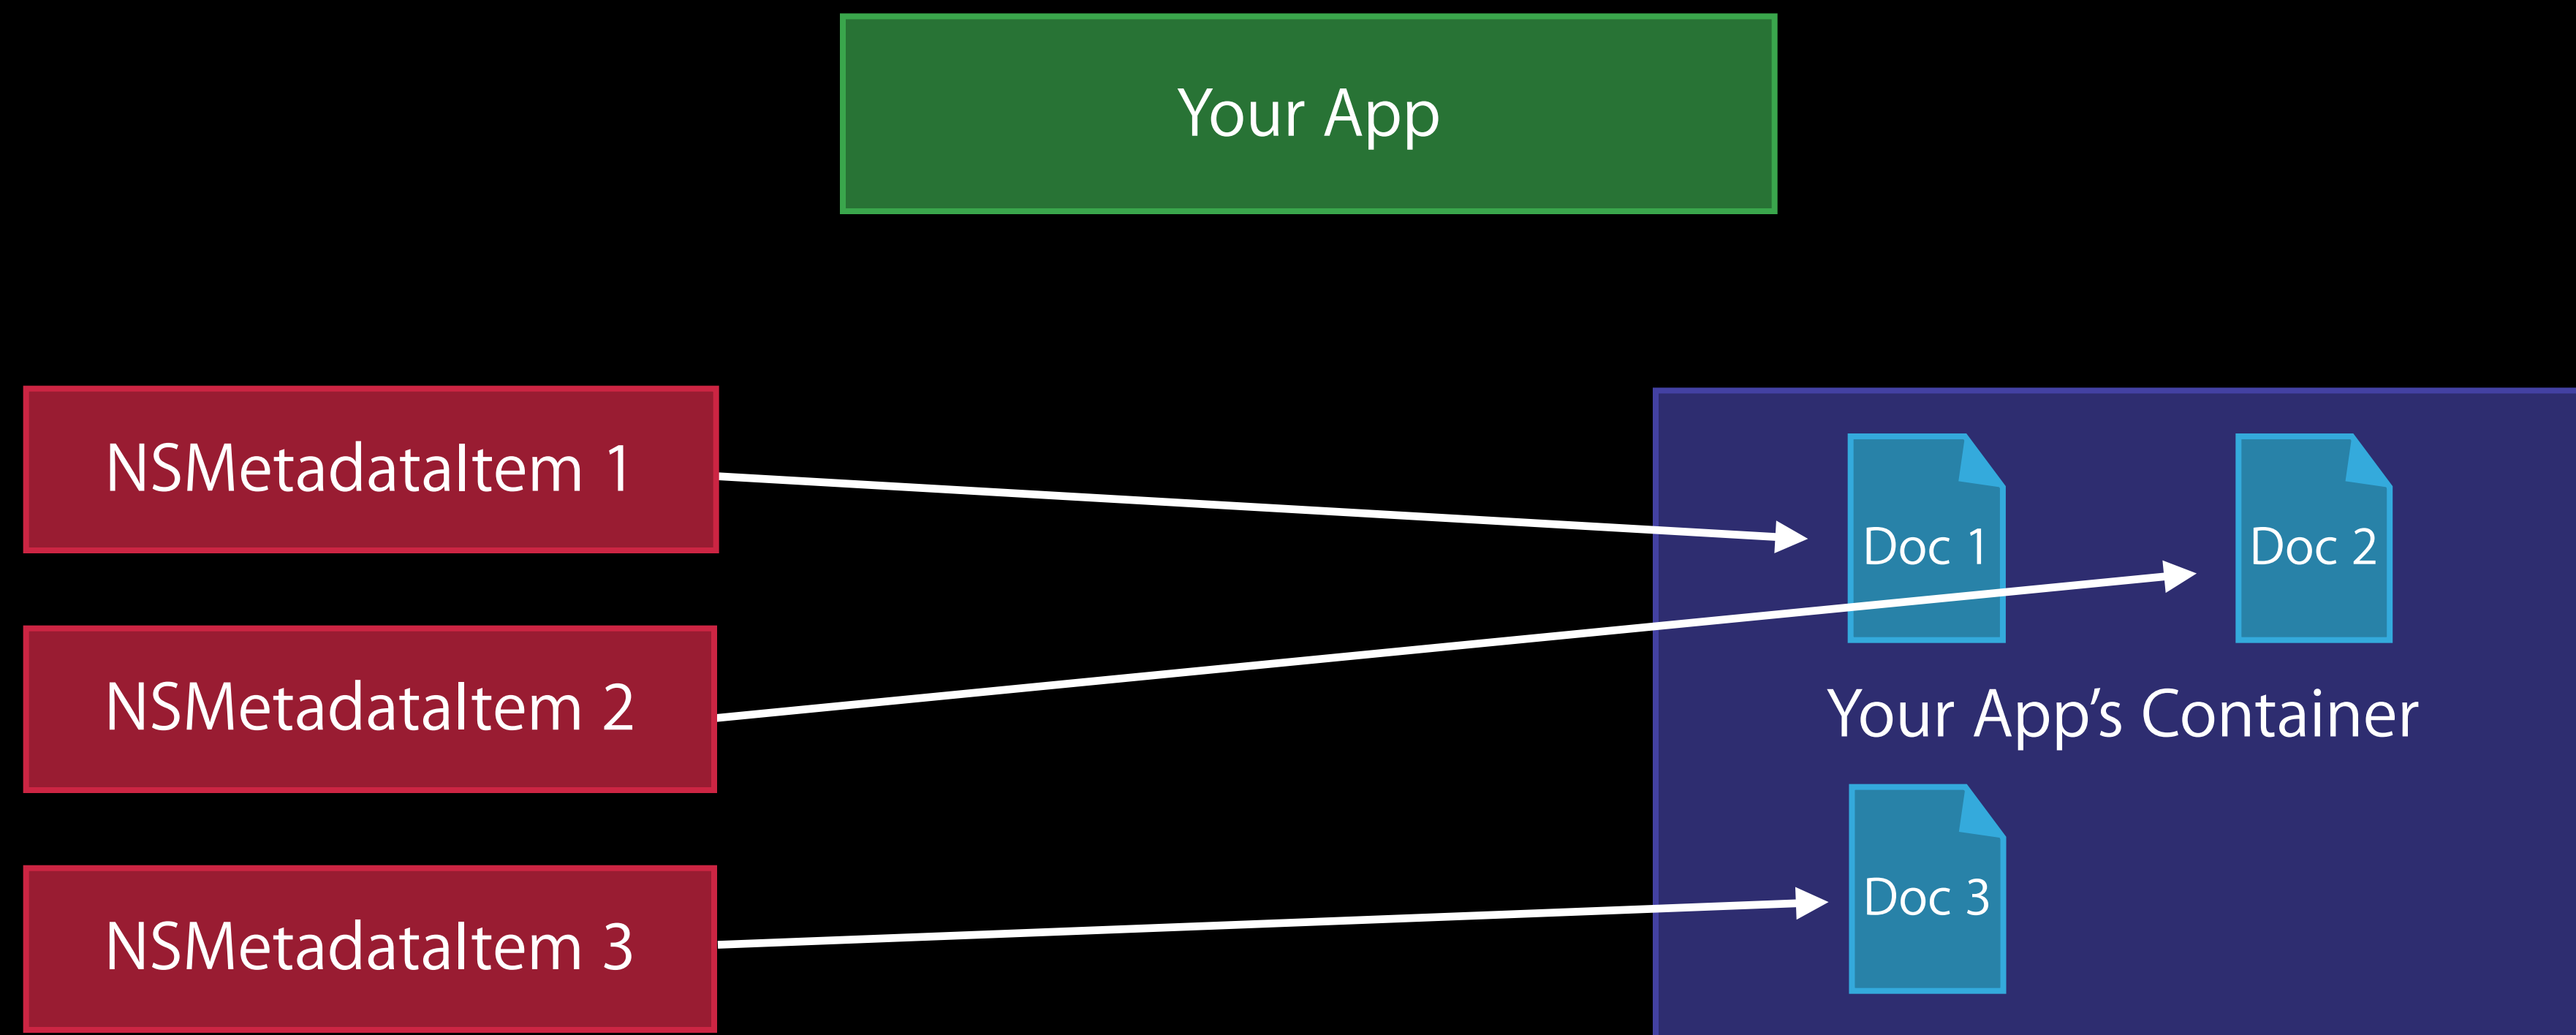 Your App
NSMetadataItem 1
Doc 1
Doc 2
NSMetadataItem 2
Your App’s Container
NSMetadataItem 3
Doc 3